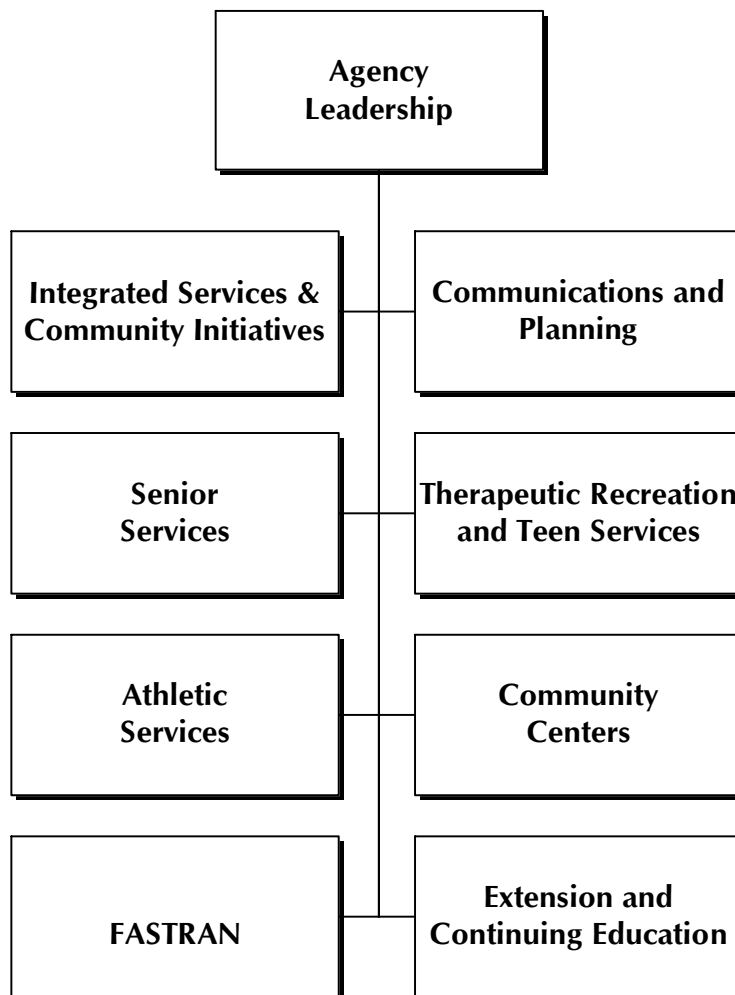 Agency
Leadership
Integrated Services &
Community Initiatives
Communications and
Planning
Senior
Services
Therapeutic Recreation
and Teen Services
Athletic
Services
Community
Centers
FASTRAN
Extension and
Continuing Education